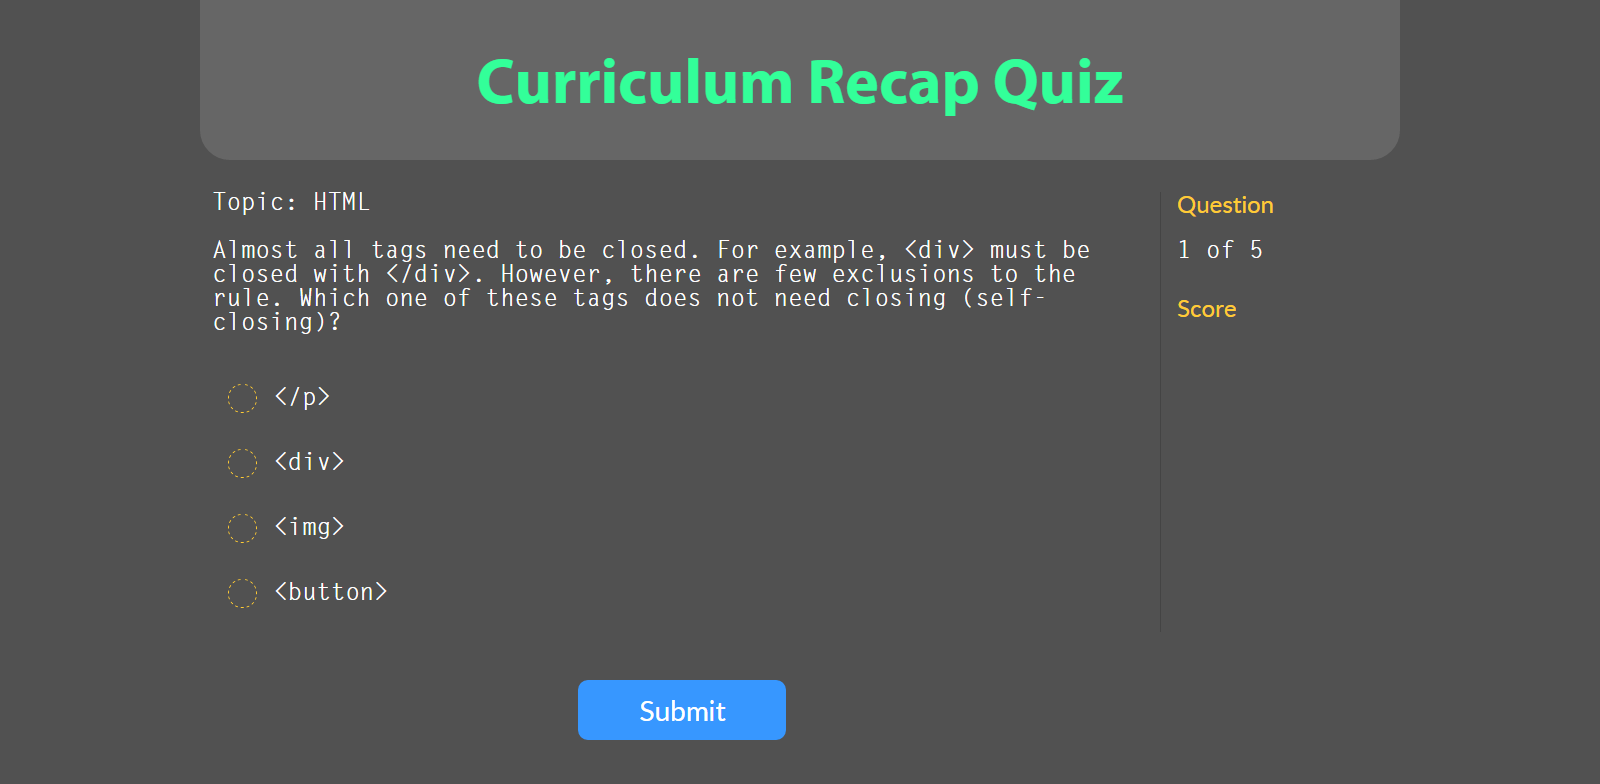 Curriculum Recap Quiz
Topic: HTML
Almost all tags need to be closed. For example, <div> must be
closed with </div>. However, there are few exclusions to the
rule. Which one of these tags does not need closing (self-
closing)?
</p>
<div>
<img>
<button>
Submit
Question
1 of 5
Score